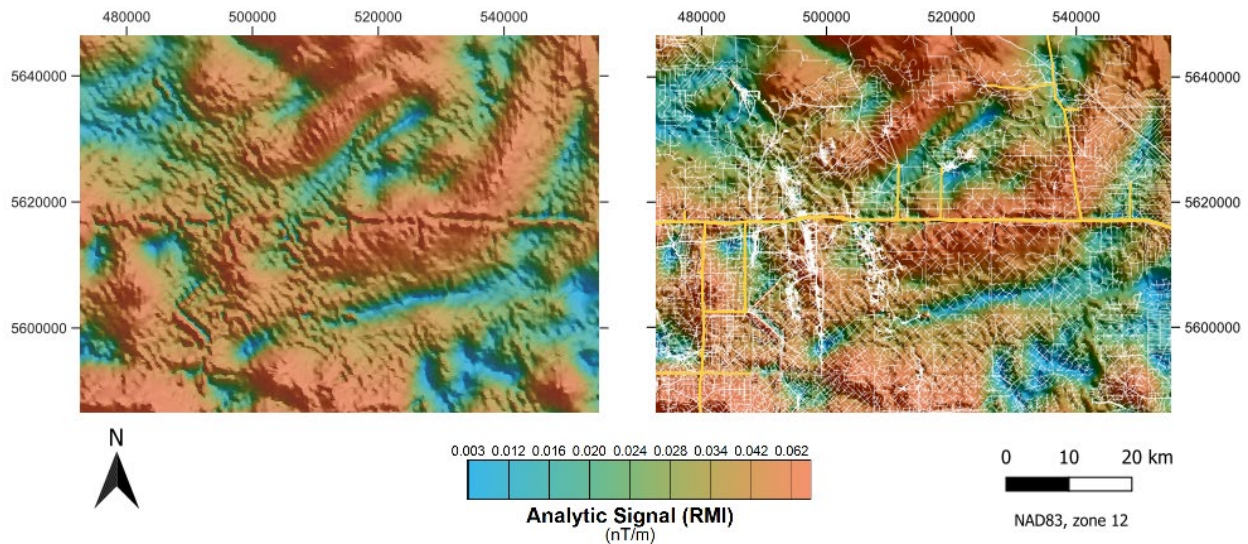 480000 500000 520000 540000
480000 500000 520000 540000
5640000
5620000
5600000
5640000
5620000
5600000
N
0.003 0.012 0.016 0.020 0.024 0.028 0.034 0.042 0.062
Analytic Signal (RMI)
(nT/m)
0 10 20 km
NAD83, zone 12